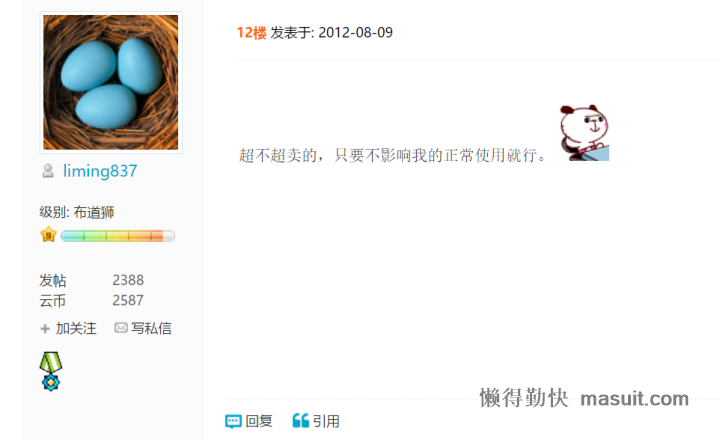 12楼 发表于: 2012-08-09
liming837
超不超卖的，只要不影响我的正常使用就行。
级别: 布道狮
9
发帖 2388
云币 2587
加关注 写私信
懒得勤快 masuit.com
回复 引用